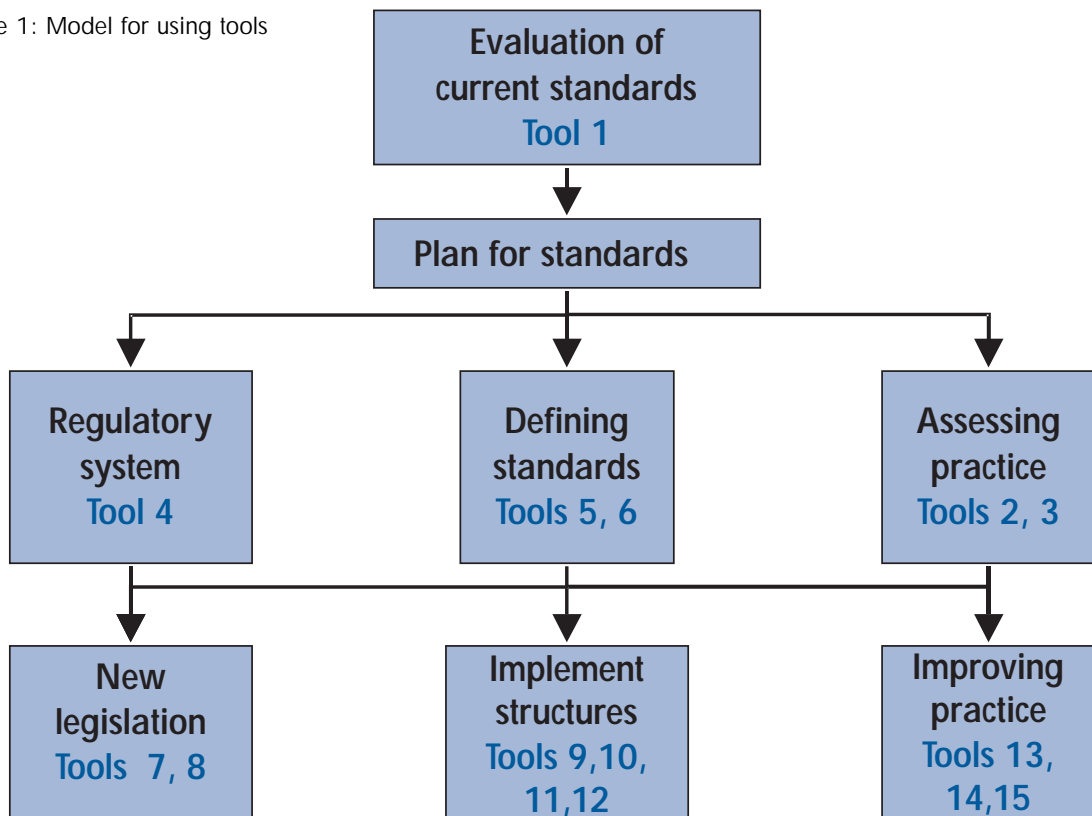 e 1: Model for using tools
Evaluation of
current standards
Tool 1
Plan for standards
Regulatory
system
Tool 4
Defining
standards
Tools 5, 6
Assessing
practice
Tools 2, 3
New
legislation
Tools 7, 8
Implement
structures
Tools 9,10,
11,12
Improving
practice
Tools 13,
14,15